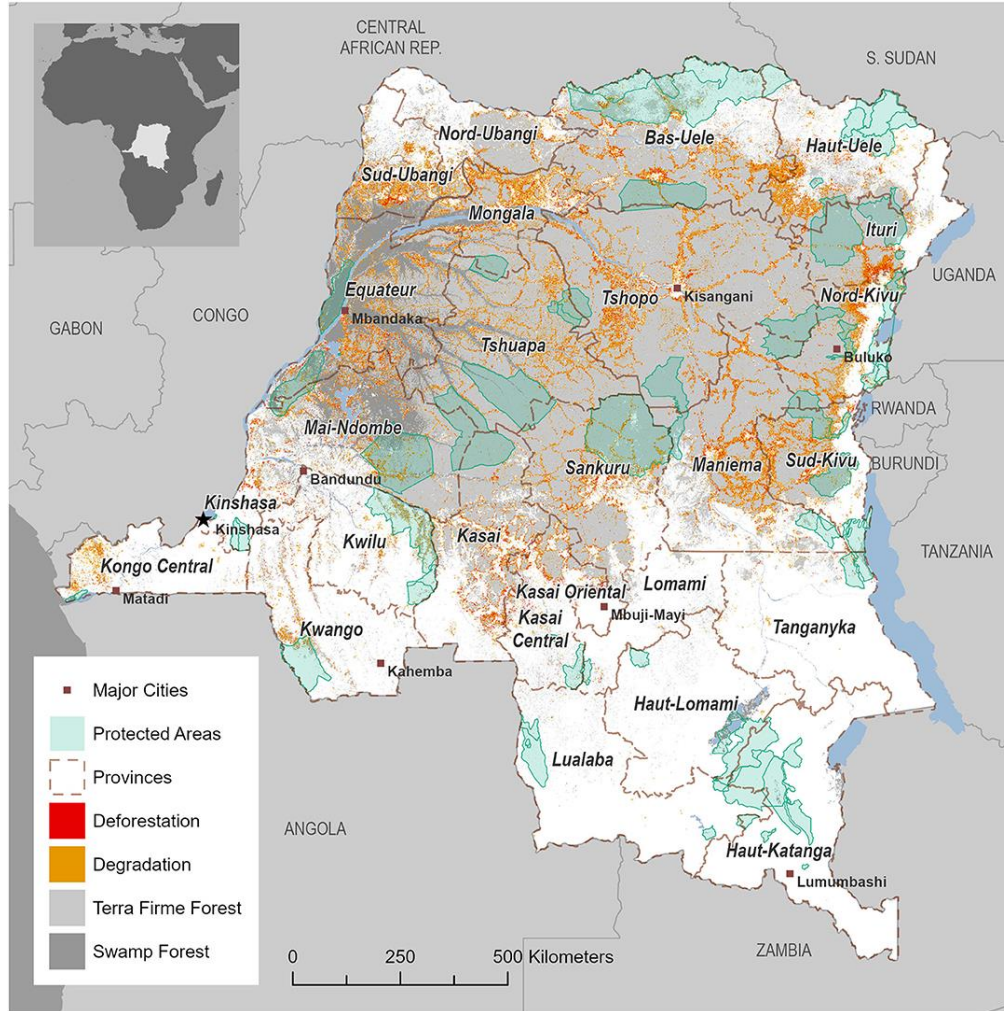 CENTRAL
AFRICAN REP.
S. SUDAN
Nord-Ubangi
Bas-Uele
Haut-Uele
Sud-Ubangi
Mongala
Ituri
UGANDA
Equateur
Tshopo
Kisangani
Nord-Kivu
GABON
CONGO
Mbandaka
Tshuapa
Buluko
RWANDA
Mai-Ndombe
Sankuru
Maniema
Sud-Kivu
BURUNDI
Bandundu
Kinshasa
Kinshasa
Kwilu
Kasai
TANZANIA
Kongo Central
Matadi
Kasai Oriental
Lomami
Mbuji-Mayi
Kasai
Central
Tanganyika
Kwango
Kahemba
Haut-Lomami
Lualaba
ANGOLA
Haut-Katanga
Lumumbashi
ZAMBIA
Major Cities
Protected Areas
Provinces
Deforestation
Degradation
Terra Firme Forest
Swamp Forest
0 250 500 Kilometers